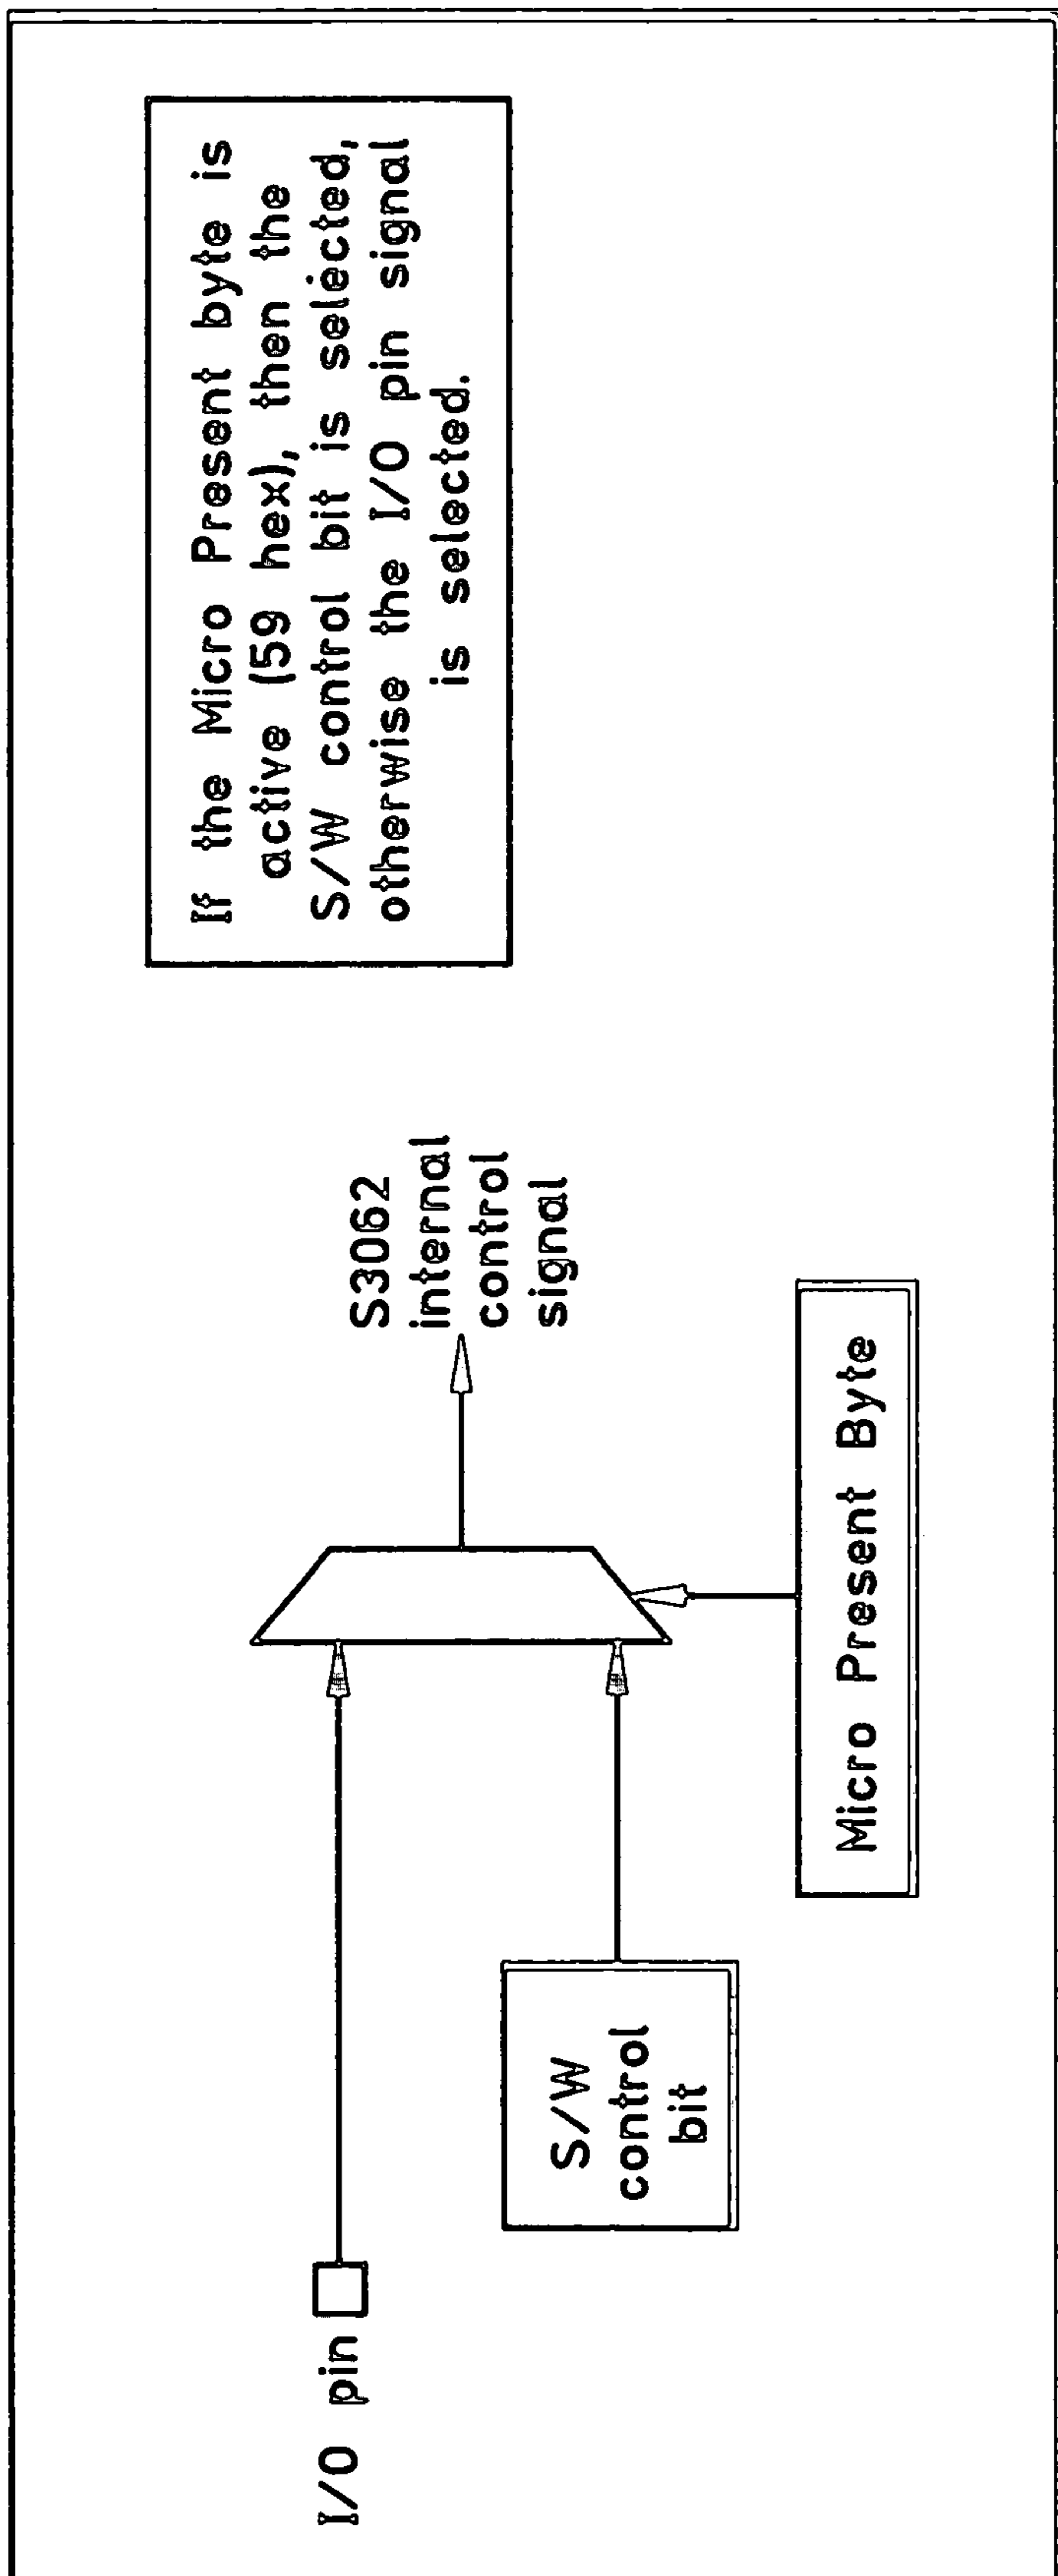 I/O pin
S/W
control
bit
Micro Present Byte
S3062
internal
control
signal
If the Micro Present byte is
active (59 hex), then the
S/W control bit is selected,
otherwise the I/O pin signal
is selected.